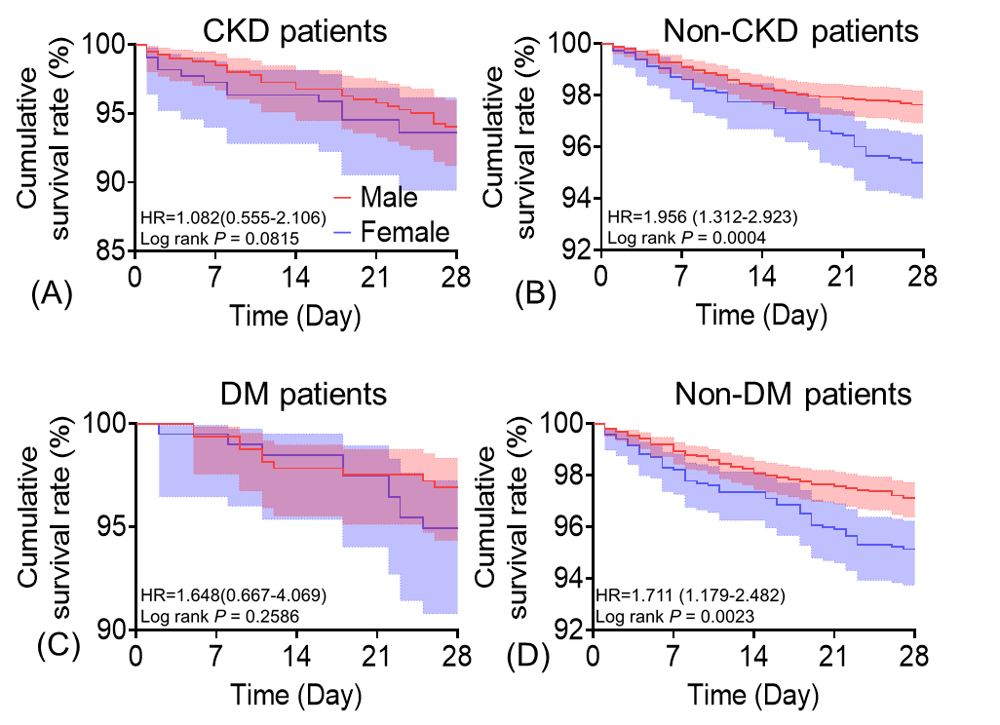 CKD patients
100
95
90
85
Cumulative
survival rate (%)
HR=1.082(0.555-2.106)
Log rank P = 0.0815
Male
Female
0 7 14 21 28
Time (Day)
(A)
Non-CKD patients
100
98
96
94
92
Cumulative
survival rate (%)
HR=1.956 (1.312-2.923)
Log rank P = 0.0004
0 7 14 21 28
Time (Day)
(B)
DM patients
100
95
90
Cumulative
survival rate (%)
HR=1.648(0.667-4.069)
Log rank P = 0.2586
0 7 14 21 28
Time (Day)
(C)
Non-DM patients
100
98
96
94
92
Cumulative
survival rate (%)
HR=1.711 (1.179-2.482)
Log rank P = 0.0023
0 7 14 21 28
Time (Day)
(D)